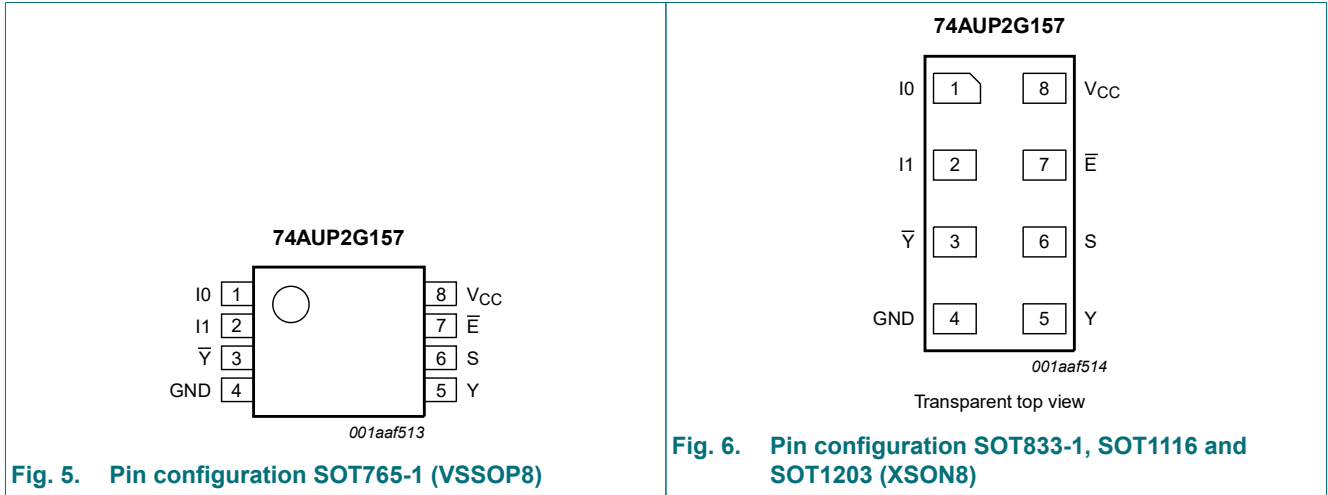 74AUP2G157
I0 1
8 VCC
I1 2
7 E̅
Y̅ 3
6 S
GND 4
5 Y
001aaf513
Fig. 5. Pin configuration SOT765-1 (VSSOP8)
74AUP2G157
I0 1
8 VCC
I1 2
7 E̅
Y̅ 3
6 S
GND 4
5 Y
001aaf514
Transparent top view
Fig. 6. Pin configuration SOT833-1, SOT1116 and
SOT1203 (XSON8)